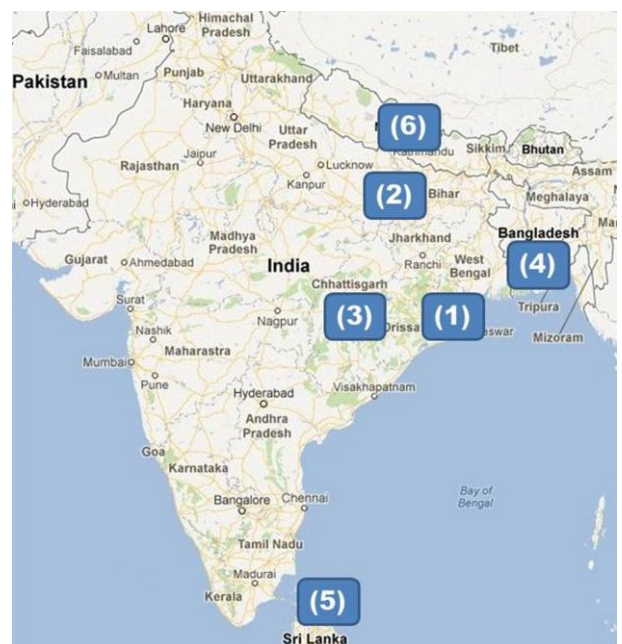 Himachal
Pradesh
Lahore
Faisalabad
Tibet
Multan
Punjab
Pakistan
Uttarakhand
Haryana
New Delhi
(6)
Uttar
Pradesh
Kathmandu
Sikkim
Bhutan
Jaipur
Rajasthan
Lucknow
Assam
Kanpur
(2)
Bihar
Meghalaya
Hyderabad
Bangladesh
Madhya
Pradesh
Jharkhand
Gujarat
Ahmedabad
India
Ranchi
West
Bengal
(4)
Chhattisgarh
Surat
Nagpur
(3)
Orissa
(1)
Tripura
Nashik
Mizoram
Mumbai
Maharastra
Pune
Hyderabad
Visakhapatnam
Andhra
Pradesh
Goa
Karnataka
Bay of
Bengal
Bangalore
Chennai
Tamil Nadu
Madurai
Kerala
(5)
Sri Lanka